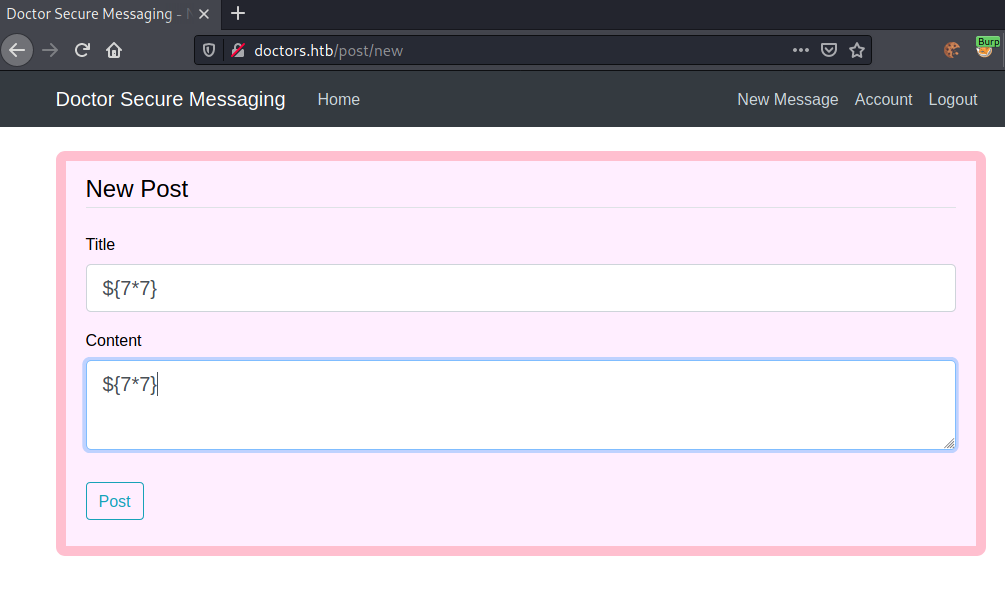 Doctor Secure Messaging -
doctors.htb/post/new
Burp
Doctor Secure Messaging Home New Message Account Logout
New Post
Title
${7*7}
Content
${7*7}
Post